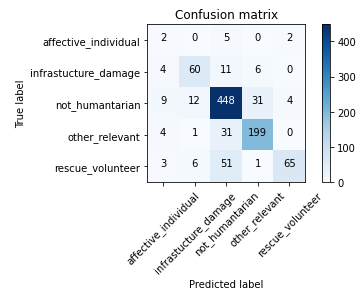 Confusion matrix
True label
affective_individual 2 0 5 0 2
infrastucture_damage 4 60 11 6 0
not_humantarian 9 12 448 31 4
other_relevant 4 1 31 199 0
rescue_volunteer 3 6 51 1 65
affective_individual
infrastucture_damage
not_humantarian
other_relevant
rescue_volunteer
Predicted label
400
300
200
100
0